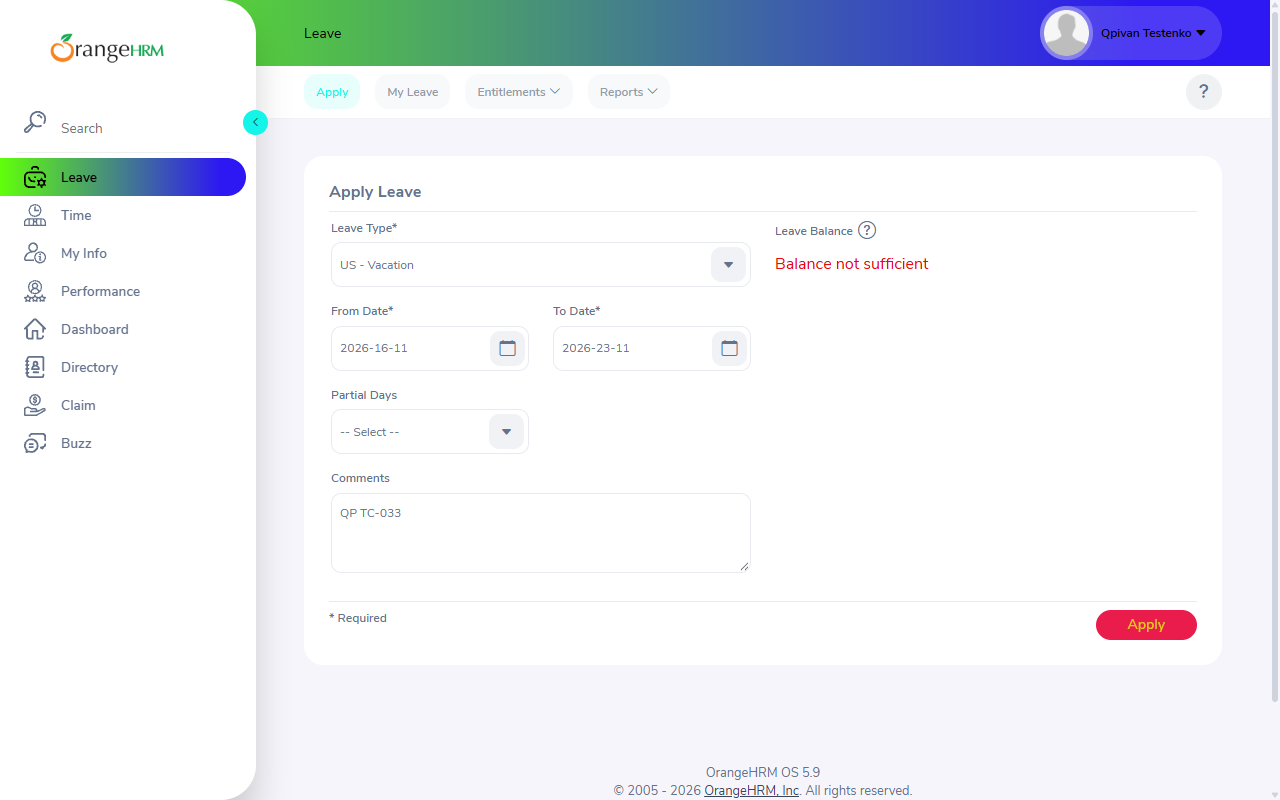 OrangeHRM
Leave
Qpivan Testenko
Apply
My Leave
Entitlements
Reports
?
Search
Leave
Time
My Info
Performance
Dashboard
Directory
Claim
Buzz
Apply Leave
Leave Type*
Leave Balance ?
US - Vacation
Balance not sufficient
From Date*
To Date*
2026-16-11
2026-23-11
Partial Days
-- Select --
Comments
QP TC-033
* Required
Apply
OrangeHRM OS 5.9
© 2005 - 2026 OrangeHRM, Inc. All rights reserved.